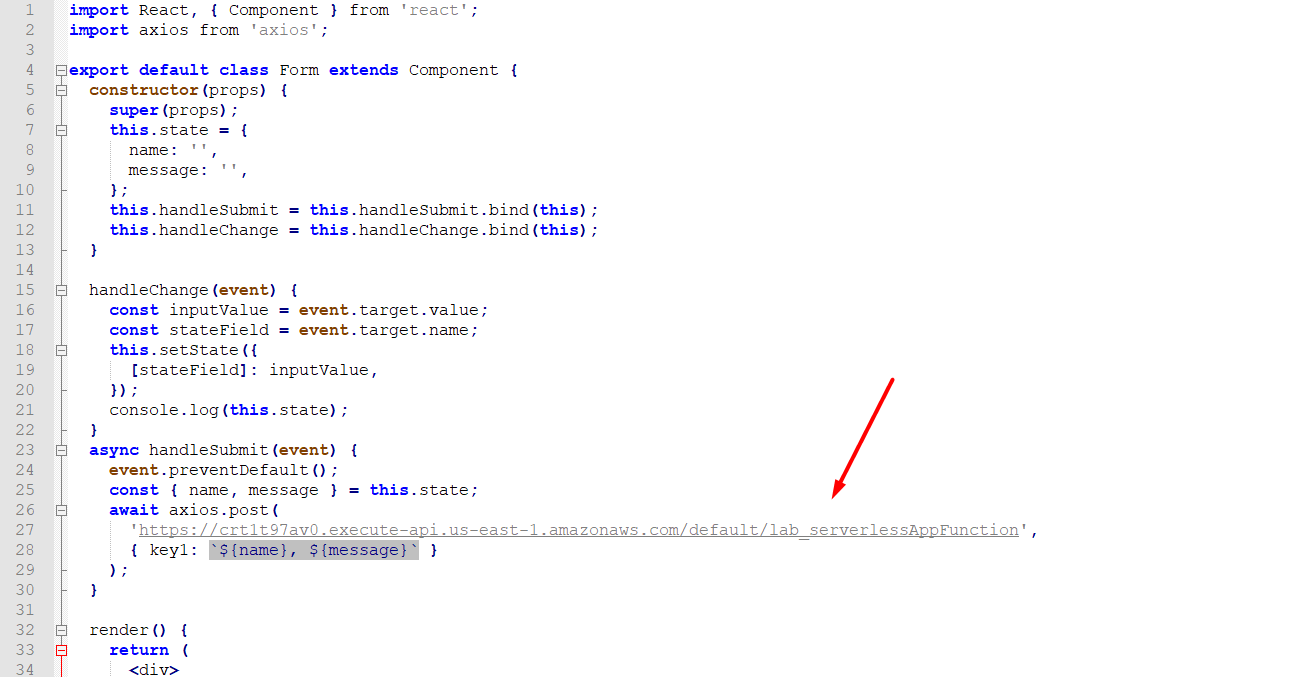 1 import React, { Component } from 'react';
2 import axios from 'axios';
3
4 export default class Form extends Component {
5 constructor(props) {
6 super(props);
7 this.state = {
8 name: '',
9 message: '',
10 };
11 this.handleSubmit = this.handleSubmit.bind(this);
12 this.handleChange = this.handleChange.bind(this);
13 }
14
15 handleChange(event) {
16 const inputValue = event.target.value;
17 const stateField = event.target.name;
18 this.setState({
19 [stateField]: inputValue,
20 });
21 console.log(this.state);
22 }
23 async handleSubmit(event) {
24 event.preventDefault();
25 const { name, message } = this.state;
26 await axios.post(
27 'https://crt1t97av0.execute-api.us-east-1.amazonaws.com/default/lab_serverlessAppFunction',
28 { key1: `${name}, ${message}` }
29 );
30 }
31
32 render() {
33 return (
34 <div>